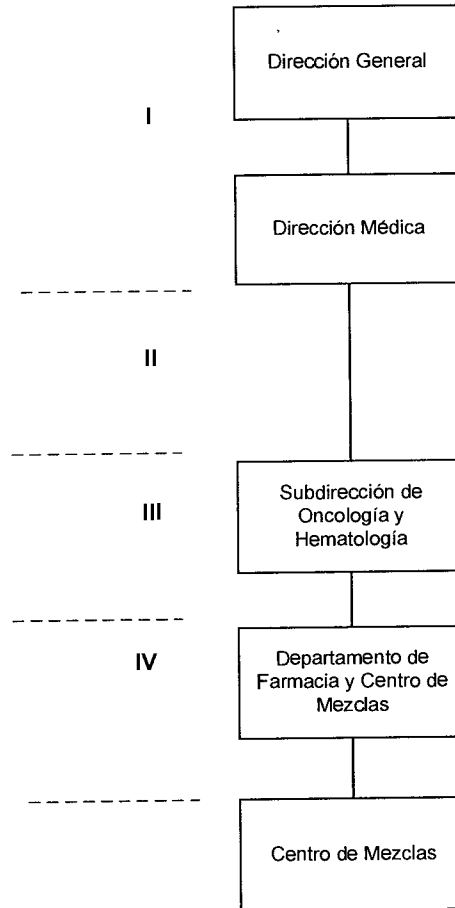 Dirección General
I
Dirección Médica
II
Subdirección de
Oncología y
Hematología
III
Departamento de
Farmacia y Centro de
Mezclas
IV
Centro de Mezclas